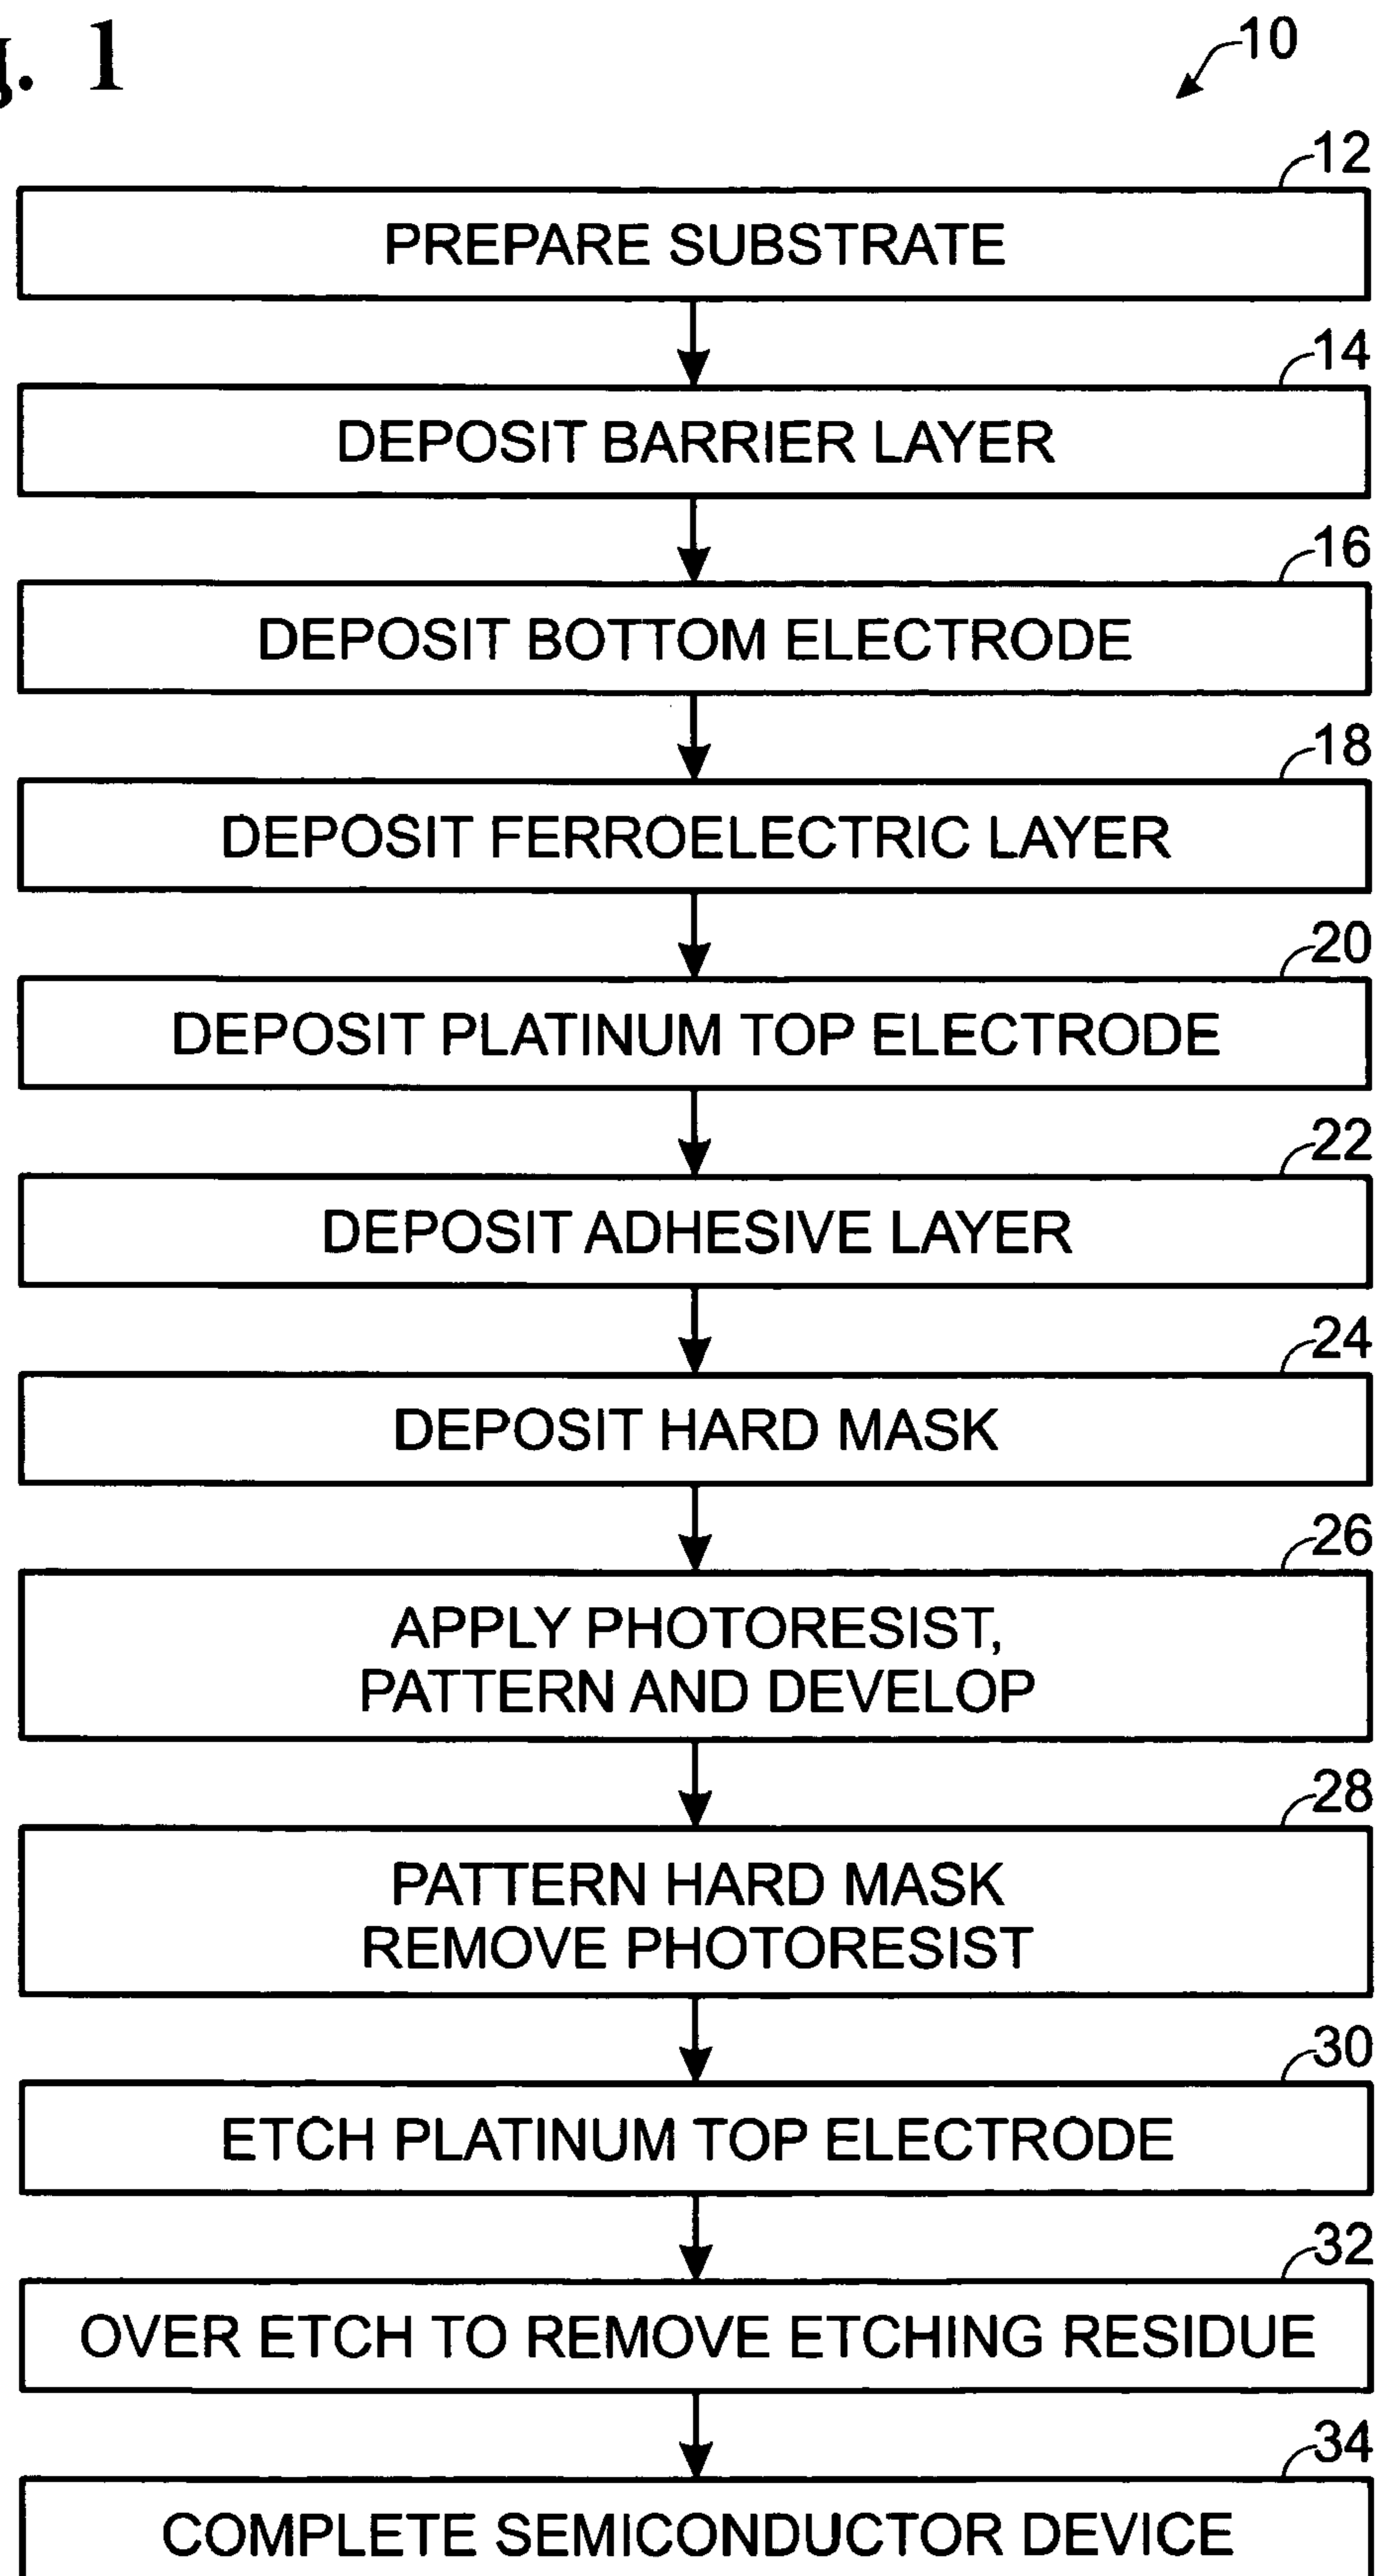 g. 1
10
12
PREPARE SUBSTRATE
14
DEPOSIT BARRIER LAYER
16
DEPOSIT BOTTOM ELECTRODE
18
DEPOSIT FERROELECTRIC LAYER
20
DEPOSIT PLATINUM TOP ELECTRODE
22
DEPOSIT ADHESIVE LAYER
24
DEPOSIT HARD MASK
26
APPLY PHOTORESIST,
PATTERN AND DEVELOP
28
PATTERN HARD MASK
REMOVE PHOTORESIST
30
ETCH PLATINUM TOP ELECTRODE
32
OVER ETCH TO REMOVE ETCHING RESIDUE
34
COMPLETE SEMICONDUCTOR DEVICE